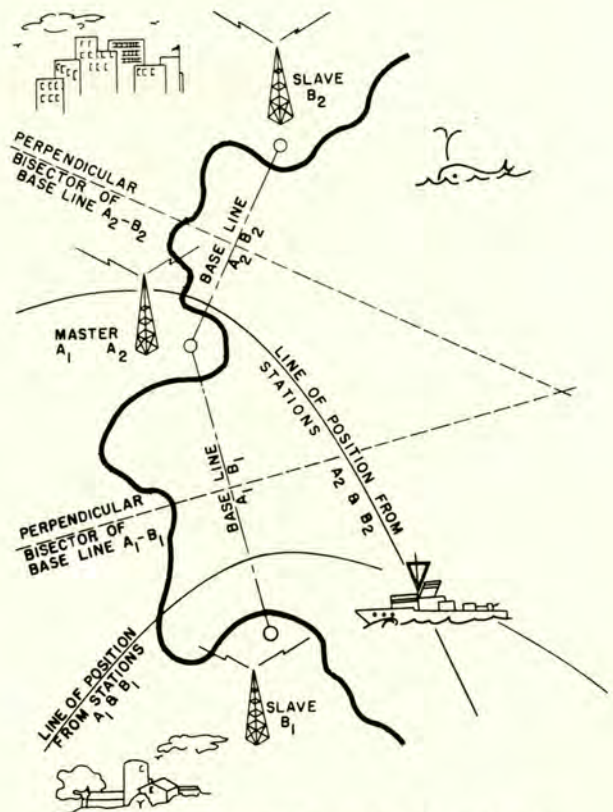 SLAVE
B2
PERPENDICULAR
BISECTOR OF
BASE LINE A2-B2
BASE LINE
A2 B2
MASTER
A1 A2
LINE OF POSITION FROM
STATIONS A2 & B2
BASE LINE
A1 B1
PERPENDICULAR
BISECTOR OF
BASE LINE A1-B1
LINE OF POSITION
FROM STATIONS
A1 & B1
SLAVE
B1